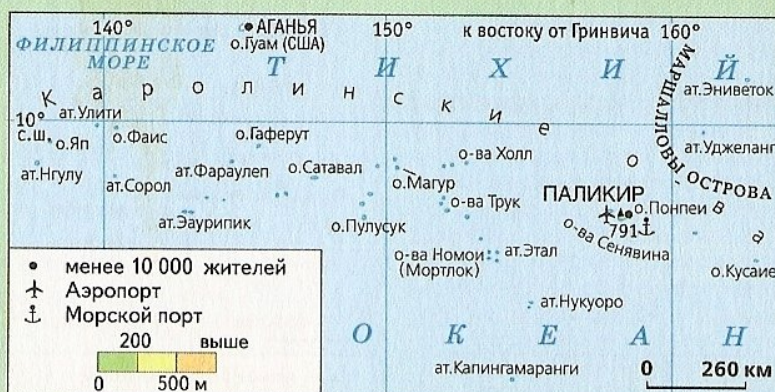 140° АГАНЬЯ 150° к востоку от Гринвича 160°
о.Гуам (США)
ФИЛИППИНСКОЕ
МОРЕ
Т И Х И Й
Каролинские о-ва
МАРШАЛЛОВЫ ОСТРОВА
ат.Эниветок
ат.Улити
10°
с.ш.
о.Яп
о.Фаис
о.Гаферут
о-ва Холл
ат.Уджеланг
ат.Нгулу
ат.Сорол
ат.Фараулеп
о.Сатавал
о.Магур
ПАЛИКИР
о.Понпеи
791
о-ва Сенявина
о-ва Трук
ат.Эаурипик
о.Пулусук
о-ва Номои
(Мортлок)
ат.Этал
о.Кусаие
ат.Нукуоро
О К Е А Н
ат.Капингамаранги
менее 10 000 жителей
Аэропорт
Морской порт
200 выше
0 500 м
0 260 км